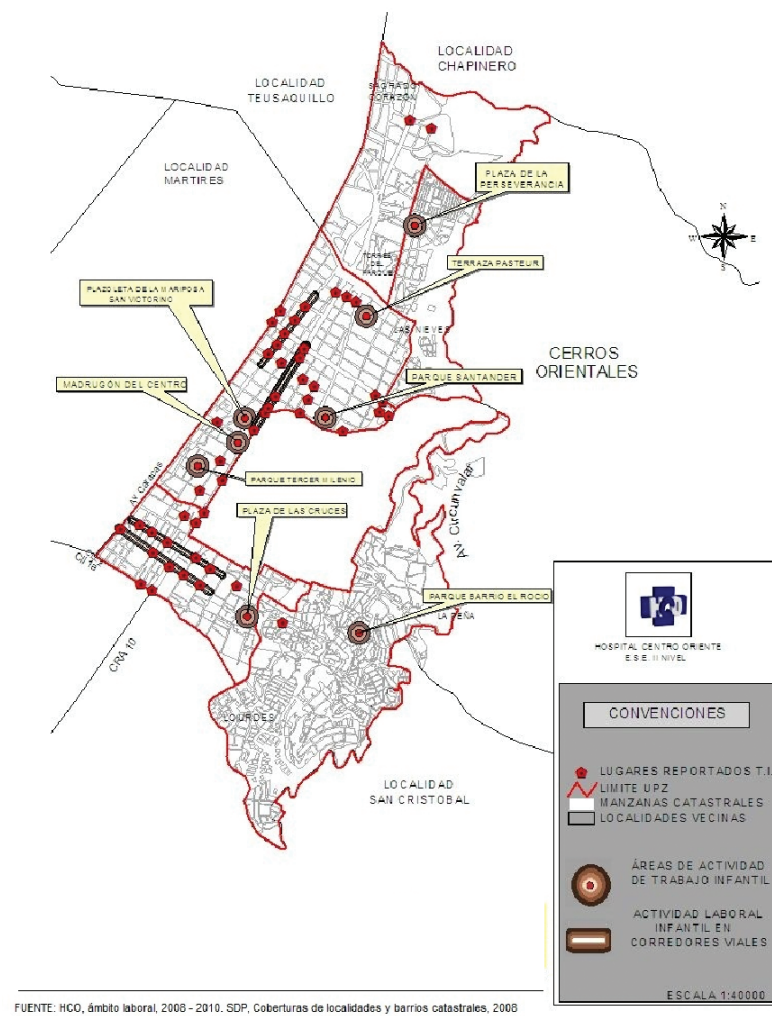 LOCALIDAD
CHAPINERO
LOCALIDAD
TEUSAQUILLO
SAGRADO
CORAZÓN
LOCALIDAD
MARTIRES
PLAZA DE LA
PERSEVERANCIA
N
W E
S
TORRES
DEL
PARQUE
TERRAZA PASTEUR
PLAZOLETA DE LA MARIPOSA
SAN VICTORINO
LAS NIEVES
CERROS
ORIENTALES
MADRUGÓN DEL CENTRO
PARQUE SANTANDER
AV. Caracas
PARQUE TERCER MILENIO
PLAZA DE LAS CRUCES
AV. Circunvalar
PARQUE BARRIO EL ROCIO
LA PEÑA
CRA 10
LOURDES
LOCALIDAD
SAN CRISTOBAL
HOSPITAL CENTRO ORIENTE
E.S.E. II NIVEL
CONVENCIONES
LUGARES REPORTADOS T.I.
LIMITE UPZ
MANZANAS CATASTRALES
LOCALIDADES VECINAS
ÁREAS DE ACTIVIDAD
DE TRABAJO INFANTIL
ACTIVIDAD LABORAL
INFANTIL EN
CORREDORES VIALES
ESCALA 1:40000
FUENTE: HCO, ámbito laboral, 2008 - 2010. SDP, Coberturas de localidades y barrios catastrales, 2008